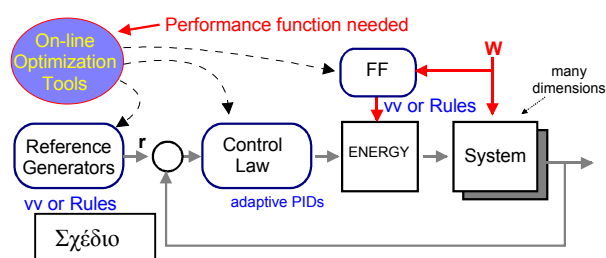 Performance function needed
On-line
Optimization
Tools
W
many
dimensions
FF
vv or Rules
Reference
Generators
r
Control
Law
ENERGY
System
vv or Rules
adaptive PIDs
Σχέδιο